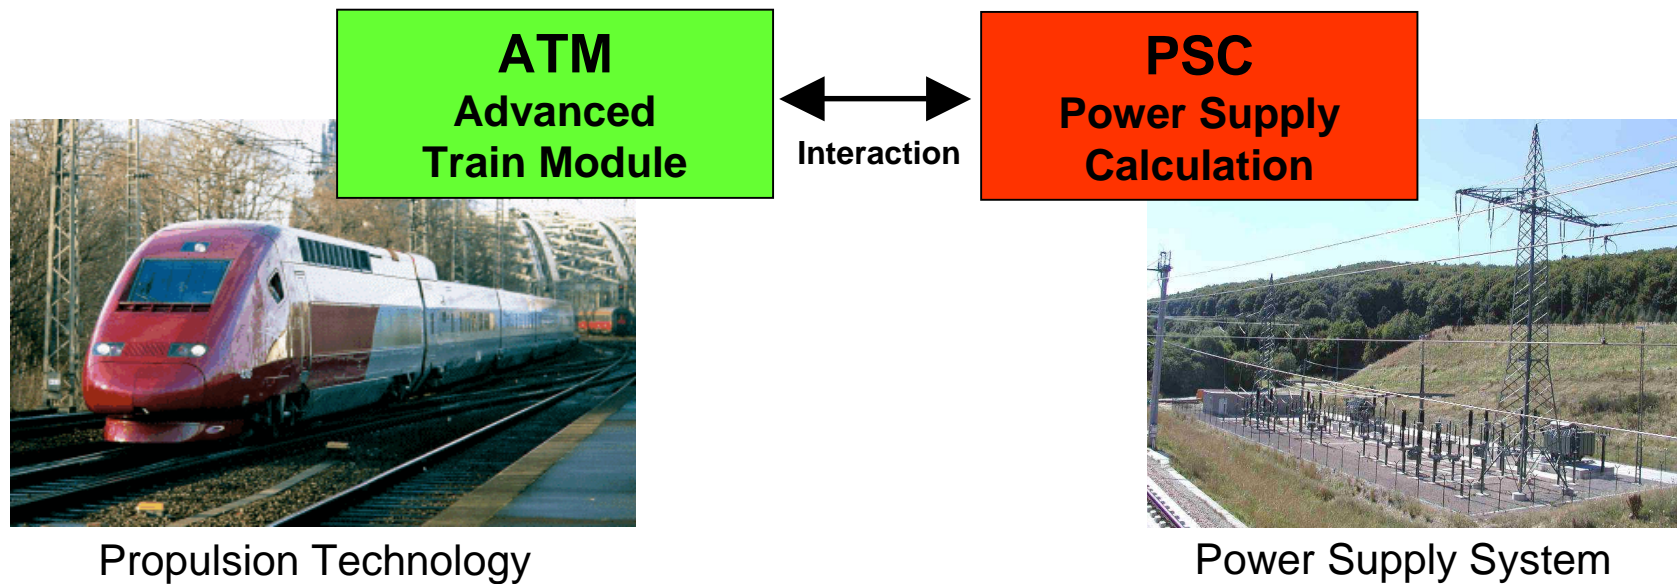 ATM
Advanced
Train Module
Interaction
PSC
Power Supply
Calculation
Propulsion Technology
Power Supply System